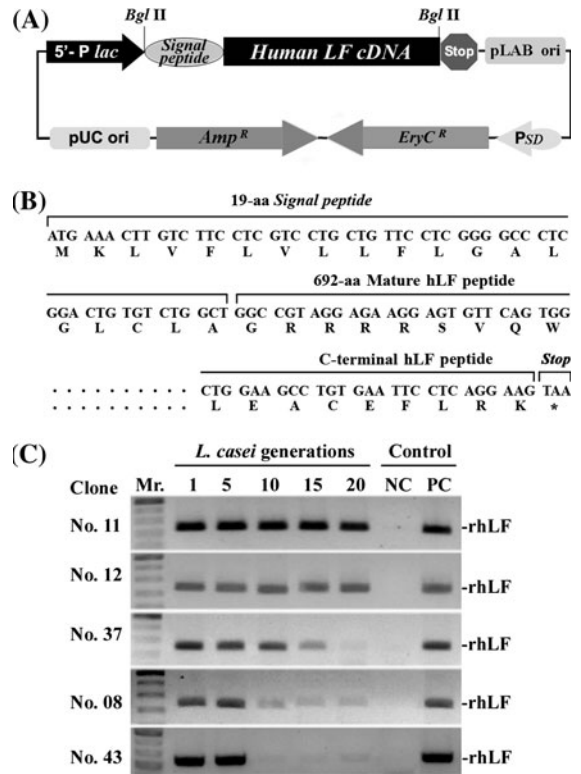 (A)
Bgl II Bgl II
5'- P lac Signal peptide Human LF cDNA Stop pLAB ori
pUC ori Amp R EryC R PSD
(B)
19-aa Signal peptide
ATG AAA CTT GTC TTC CTC GTC CTG CTG TTC CTC GGG GCC CTC
M K L V F L V L L F L G A L
692-aa Mature hLF peptide
GGA CTG TGT CTG GCT GGC CGT AGG AGA AGG AGT GTT CAG TGG
G L C L A G R R R R S V Q W
C-terminal hLF peptide Stop
. . . . . . . . . . CTG GAA GCC TGT GAA TTC CTC AGG AAG TAA
. . . . . . . . . . L E A C E F L R K *
(C)
L. casei generations Control
Clone Mr. 1 5 10 15 20 NC PC
No. 11 -rhLF
No. 12 -rhLF
No. 37 -rhLF
No. 08 -rhLF
No. 43 -rhLF